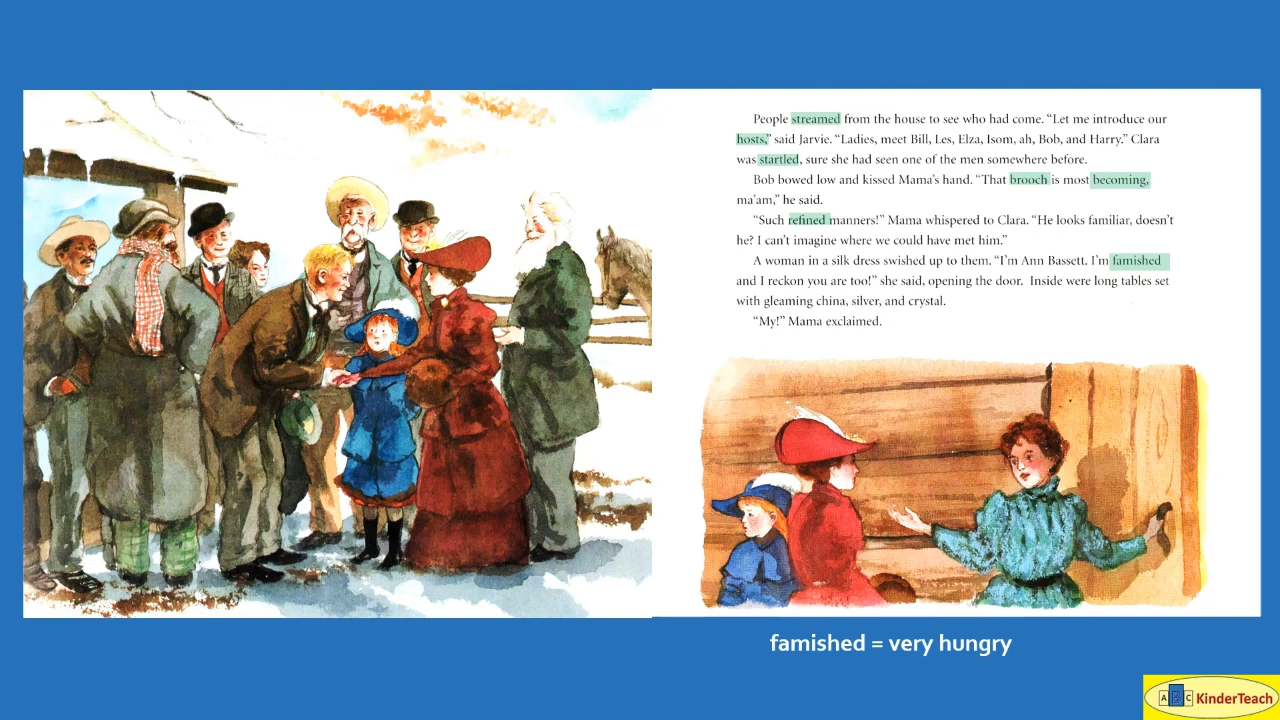 People streamed from the house to see who had come. “Let me introduce our
hosts,” said Jarvie. “Ladies, meet Bill, Les, Elza, Isom, ah, Bob, and Harry.” Clara
was startled, sure she had seen one of the men somewhere before.
Bob bowed low and kissed Mama’s hand. “That brooch is most becoming,
ma’am,” he said.
“Such refined manners!” Mama whispered to Clara. “He looks familiar, doesn’t
he? I can’t imagine where we could have met him.”
A woman in a silk dress swished up to them. “I’m Ann Bassett. I’m famished
and I reckon you are too!” she said, opening the door. Inside were long tables set
with gleaming china, silver, and crystal.
“My!” Mama exclaimed.
famished = very hungry
ABC KinderTeach